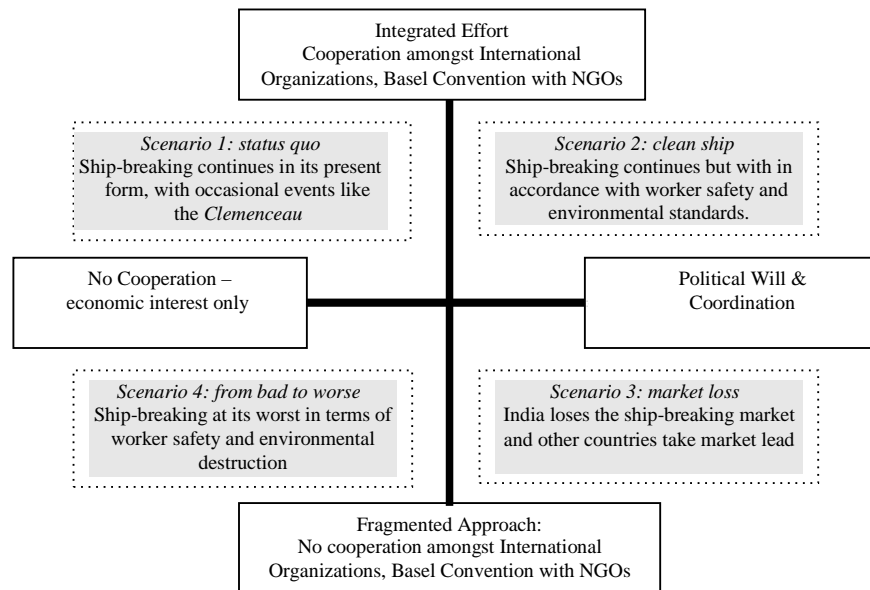 Integrated Effort
Cooperation amongst International
Organizations, Basel Convention with NGOs
Scenario 1: status quo
Ship-breaking continues in its present
form, with occasional events like
the Clemenceau
Scenario 2: clean ship
Ship-breaking continues but with in
accordance with worker safety and
environmental standards.
No Cooperation –
economic interest only
Political Will &
Coordination
Scenario 4: from bad to worse
Ship-breaking at its worst in terms of
worker safety and environmental
destruction
Scenario 3: market loss
India loses the ship-breaking market
and other countries take market lead
Fragmented Approach:
No cooperation amongst International
Organizations, Basel Convention with NGOs